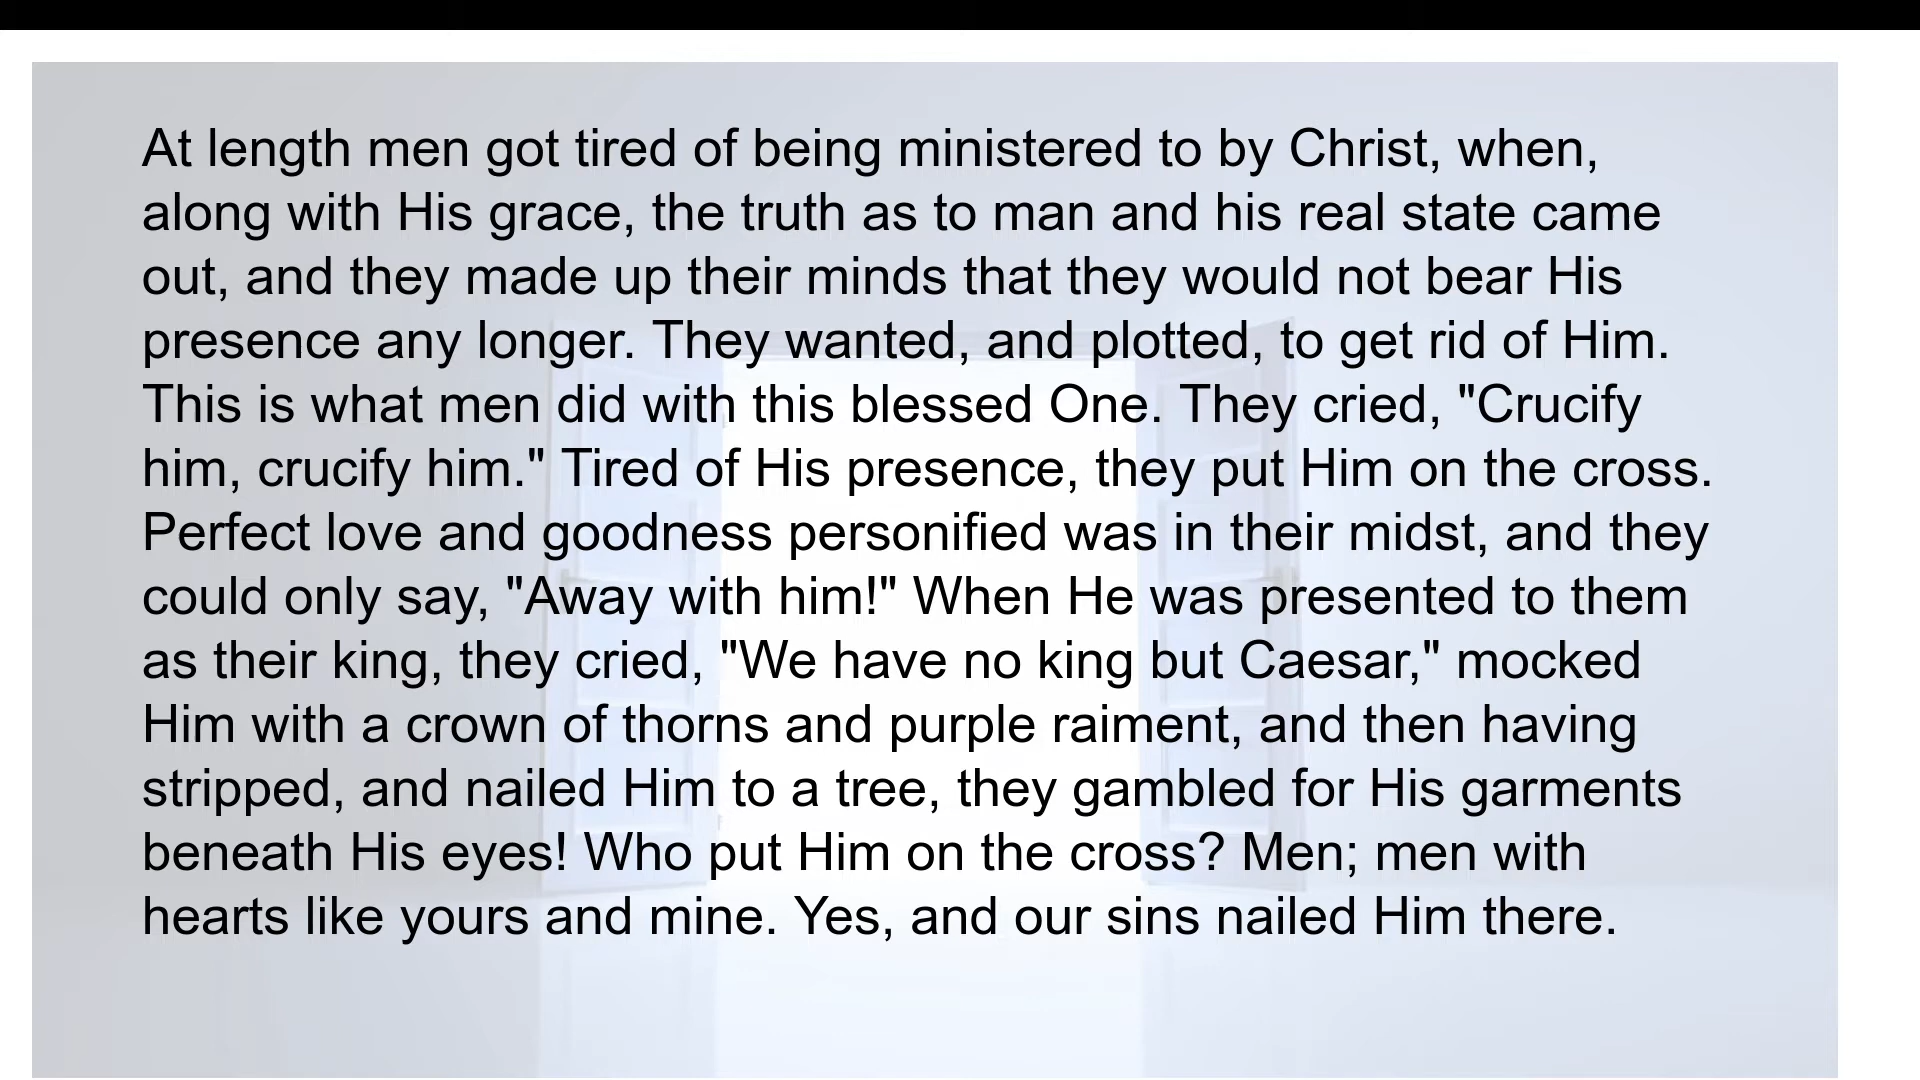 At length men got tired of being ministered to by Christ, when,
along with His grace, the truth as to man and his real state came
out, and they made up their minds that they would not bear His
presence any longer. They wanted, and plotted, to get rid of Him.
This is what men did with this blessed One. They cried, "Crucify
him, crucify him." Tired of His presence, they put Him on the cross.
Perfect love and goodness personified was in their midst, and they
could only say, "Away with him!" When He was presented to them
as their king, they cried, "We have no king but Caesar," mocked
Him with a crown of thorns and purple raiment, and then having
stripped, and nailed Him to a tree, they gambled for His garments
beneath His eyes! Who put Him on the cross? Men; men with
hearts like yours and mine. Yes, and our sins nailed Him there.